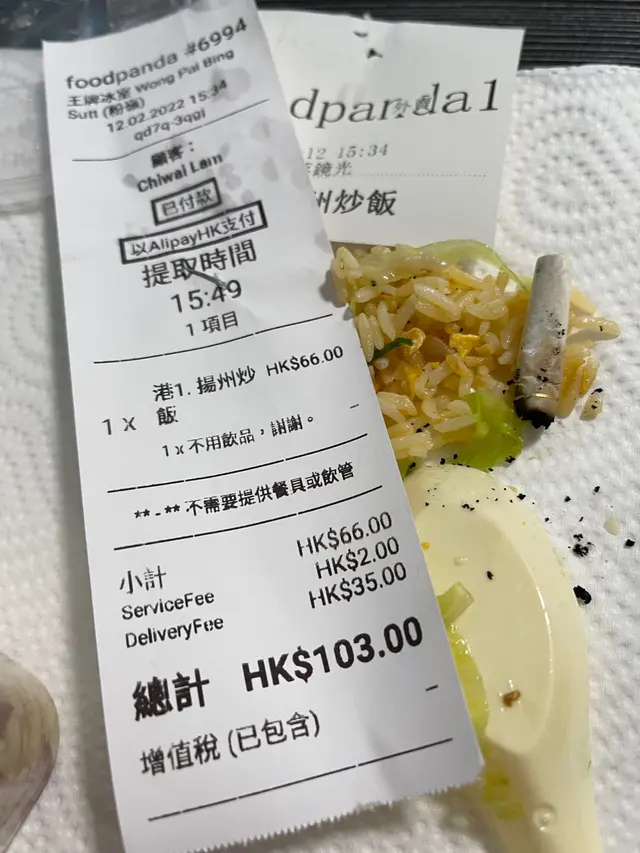 foodpanda #6994
王牌冰室 Wong Pai Bing
Sutt (粉嶺)
12.02.2022 15:34
qd7q-3qgi
顧客：
Chiwai Lam
已付款
以AlipayHK支付
提取時間
15:49
1 項目
1 x 港1. 揚州炒飯 HK$66.00
1 x 不用飲品，謝謝。 –
** - ** 不需要提供餐具或飲管
小計 HK$66.00
ServiceFee HK$2.00
DeliveryFee HK$35.00
總計 HK$103.00
增值稅 (已包含) –
dpanda1
外賣
12 15:34
鏡光
州炒飯